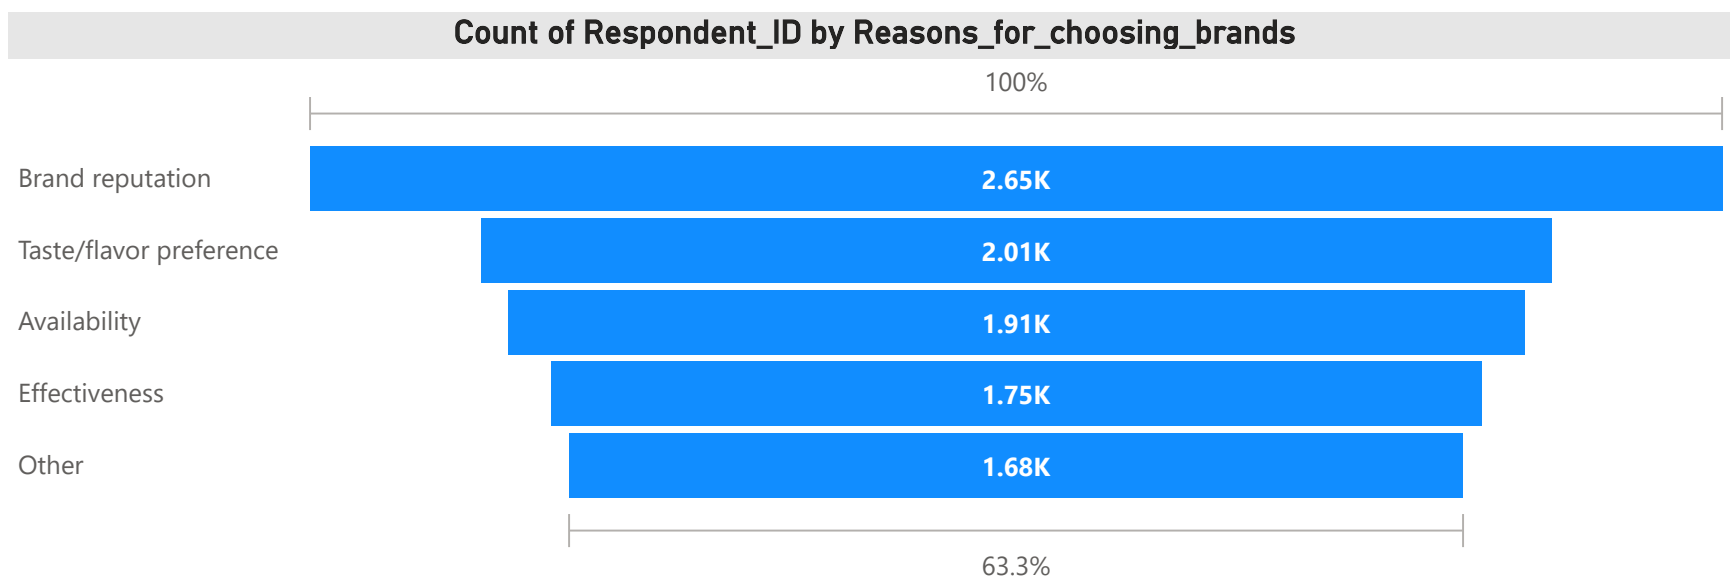 Count of Respondent_ID by Reasons_for_choosing_brands
100%
Brand reputation 2.65K
Taste/flavor preference 2.01K
Availability 1.91K
Effectiveness 1.75K
Other 1.68K
63.3%